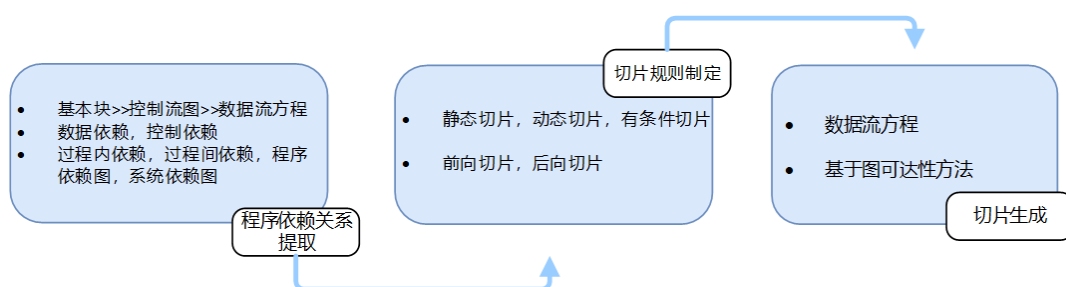 基本块>>控制流图>>数据流方程
数据依赖，控制依赖
过程内依赖，过程间依赖，程序
依赖图，系统依赖图
程序依赖关系
提取
切片规则制定
静态切片，动态切片，有条件切片
前向切片，后向切片
数据流方程
基于图可达性方法
切片生成